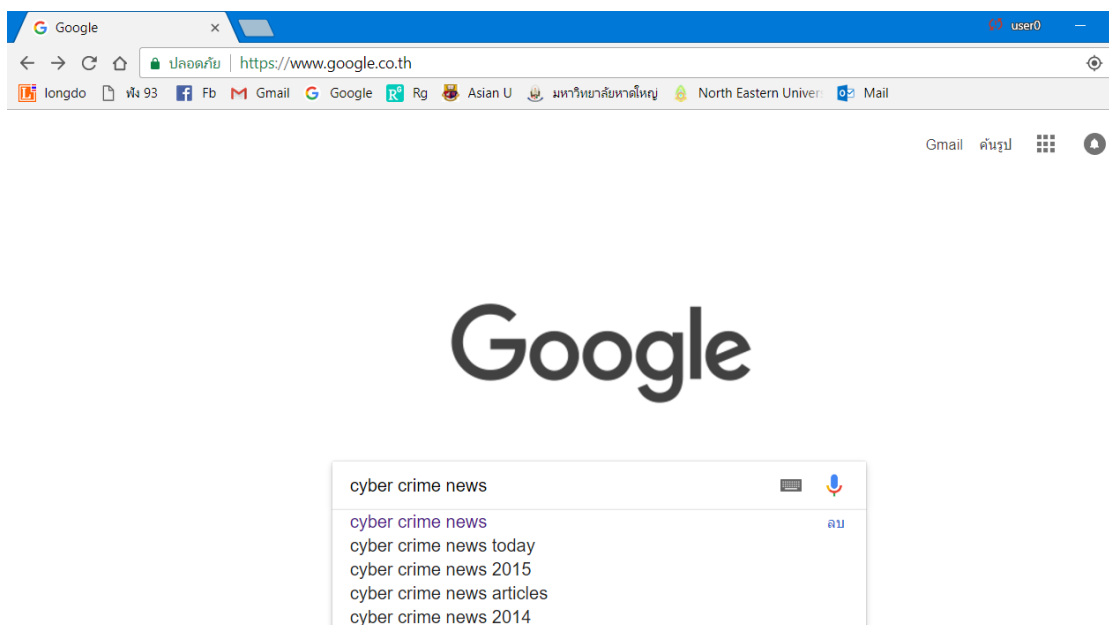 Google
user0
ปลอดภัย https://www.google.co.th
longdo ฟัง 93 Fb Gmail Google Rg Asian U มหาวิทยาลัยหาดใหญ่ North Eastern Univer Mail
Gmail ค้นรูป
Google
cyber crime news
cyber crime news ลบ
cyber crime news today
cyber crime news 2015
cyber crime news articles
cyber crime news 2014